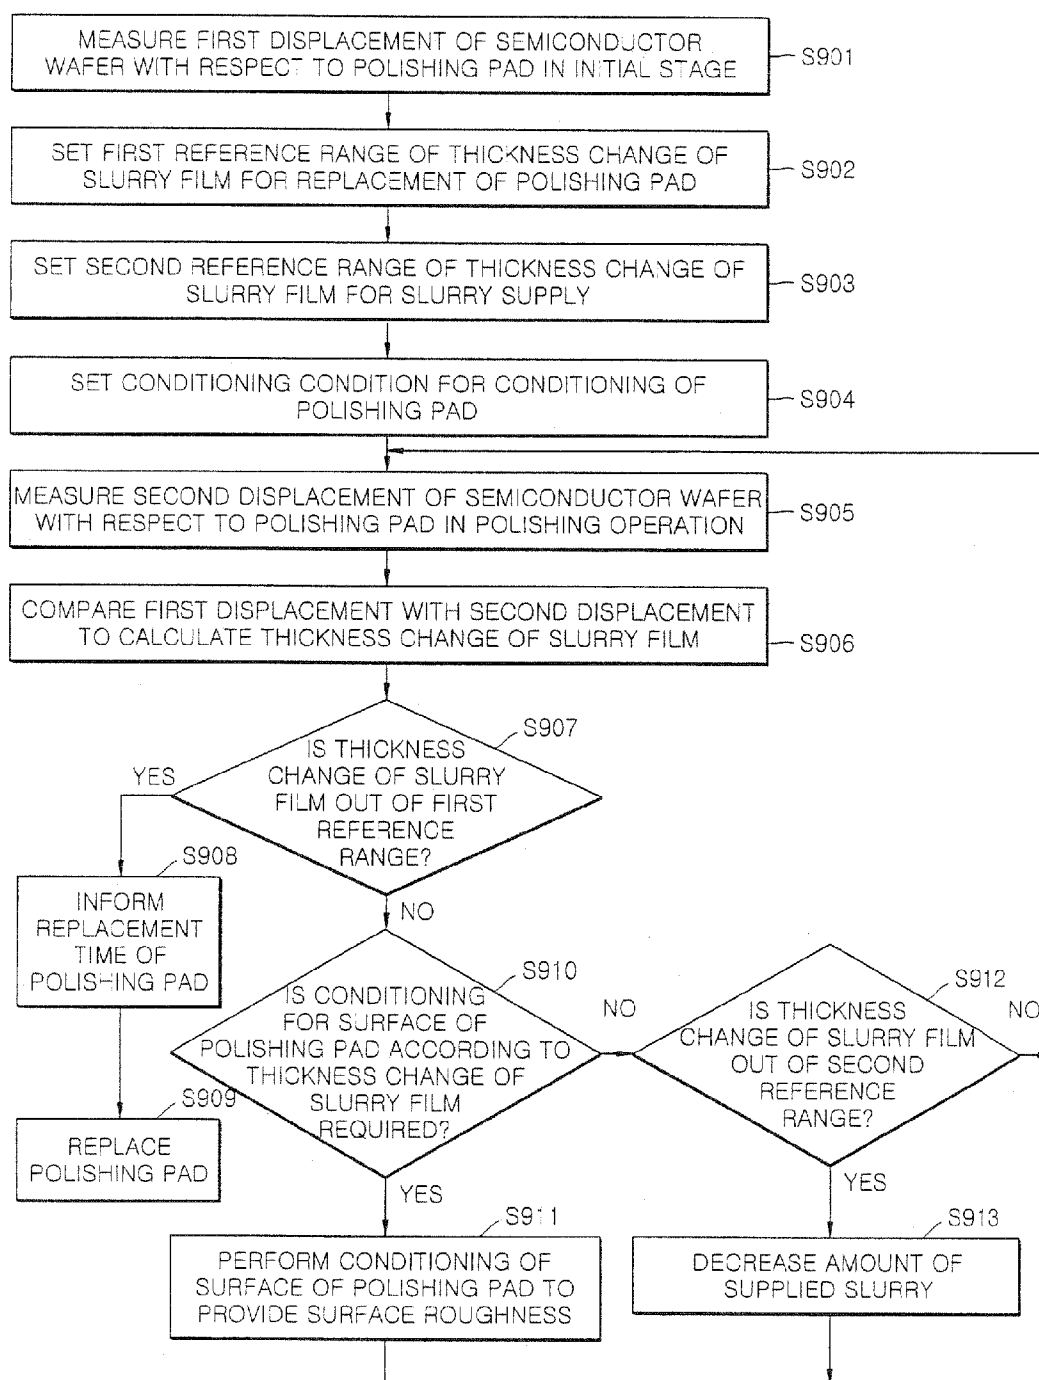 MEASURE FIRST DISPLACEMENT OF SEMICONDUCTOR
WAFER WITH RESPECT TO POLISHING PAD IN INITIAL STAGE
S901
SET FIRST REFERENCE RANGE OF THICKNESS CHANGE OF
SLURRY FILM FOR REPLACEMENT OF POLISHING PAD
S902
SET SECOND REFERENCE RANGE OF THICKNESS CHANGE OF
SLURRY FILM FOR SLURRY SUPPLY
S903
SET CONDITIONING CONDITION FOR CONDITIONING OF
POLISHING PAD
S904
MEASURE SECOND DISPLACEMENT OF SEMICONDUCTOR WAFER
WITH RESPECT TO POLISHING PAD IN POLISHING OPERATION
S905
COMPARE FIRST DISPLACEMENT WITH SECOND DISPLACEMENT
TO CALCULATE THICKNESS CHANGE OF SLURRY FILM
S906
S907
IS THICKNESS
CHANGE OF SLURRY
FILM OUT OF FIRST
REFERENCE
RANGE?
YES
NO
S908
INFORM
REPLACEMENT
TIME OF
POLISHING PAD
S909
REPLACE
POLISHING PAD
S910
IS CONDITIONING
FOR SURFACE OF
POLISHING PAD ACCORDING TO
THICKNESS CHANGE OF
SLURRY FILM
REQUIRED?
NO
YES
S912
IS THICKNESS
CHANGE OF SLURRY FILM
OUT OF SECOND
REFERENCE
RANGE?
NO
YES
S911
PERFORM CONDITIONING OF
SURFACE OF POLISHING PAD TO
PROVIDE SURFACE ROUGHNESS
S913
DECREASE AMOUNT OF
SUPPLIED SLURRY